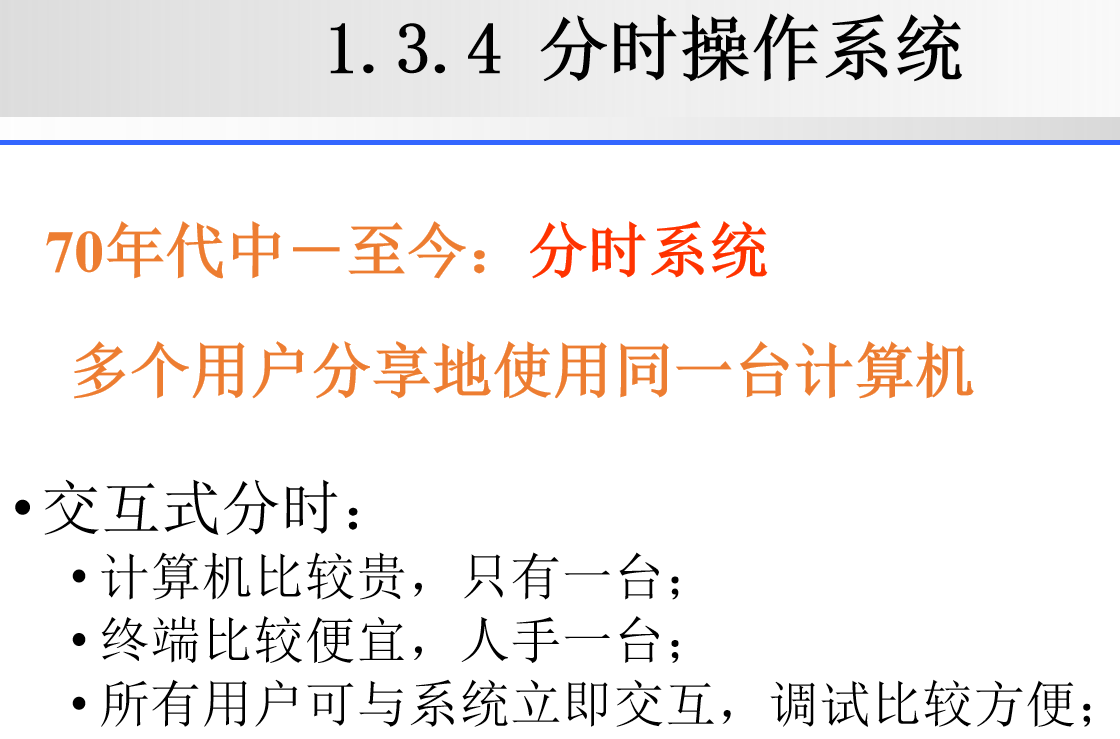 1.3.4 分时操作系统
70年代中－至今：分时系统
多个用户分享地使用同一台计算机
•交互式分时：
•计算机比较贵，只有一台；
•终端比较便宜，人手一台；
•所有用户可与系统立即交互，调试比较方便；